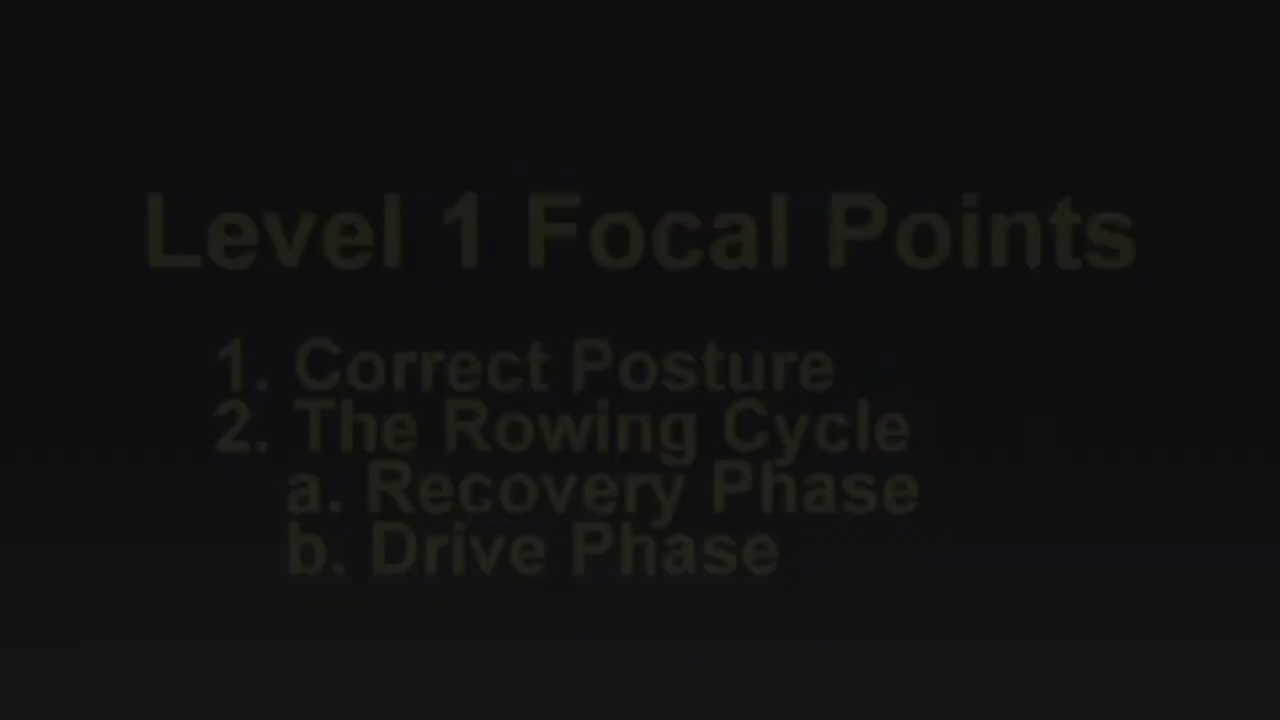 Level 1 Focal Points
1. Correct Posture
2. The Rowing Cycle
a. Recovery Phase
b. Drive Phase